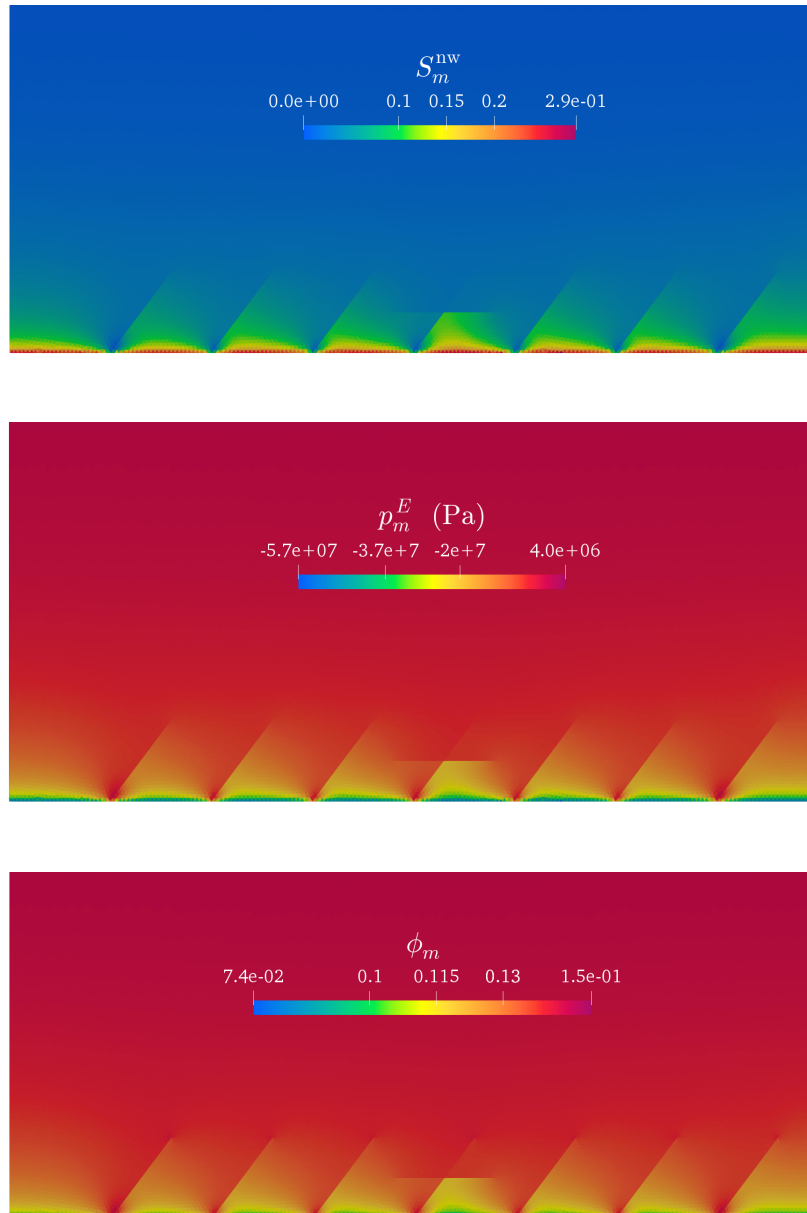 S_m^nw
0.0e+00 0.1 0.15 0.2 2.9e-01
p_m^E (Pa)
-5.7e+07 -3.7e+7 -2e+7 4.0e+06
ϕ_m
7.4e-02 0.1 0.115 0.13 1.5e-01